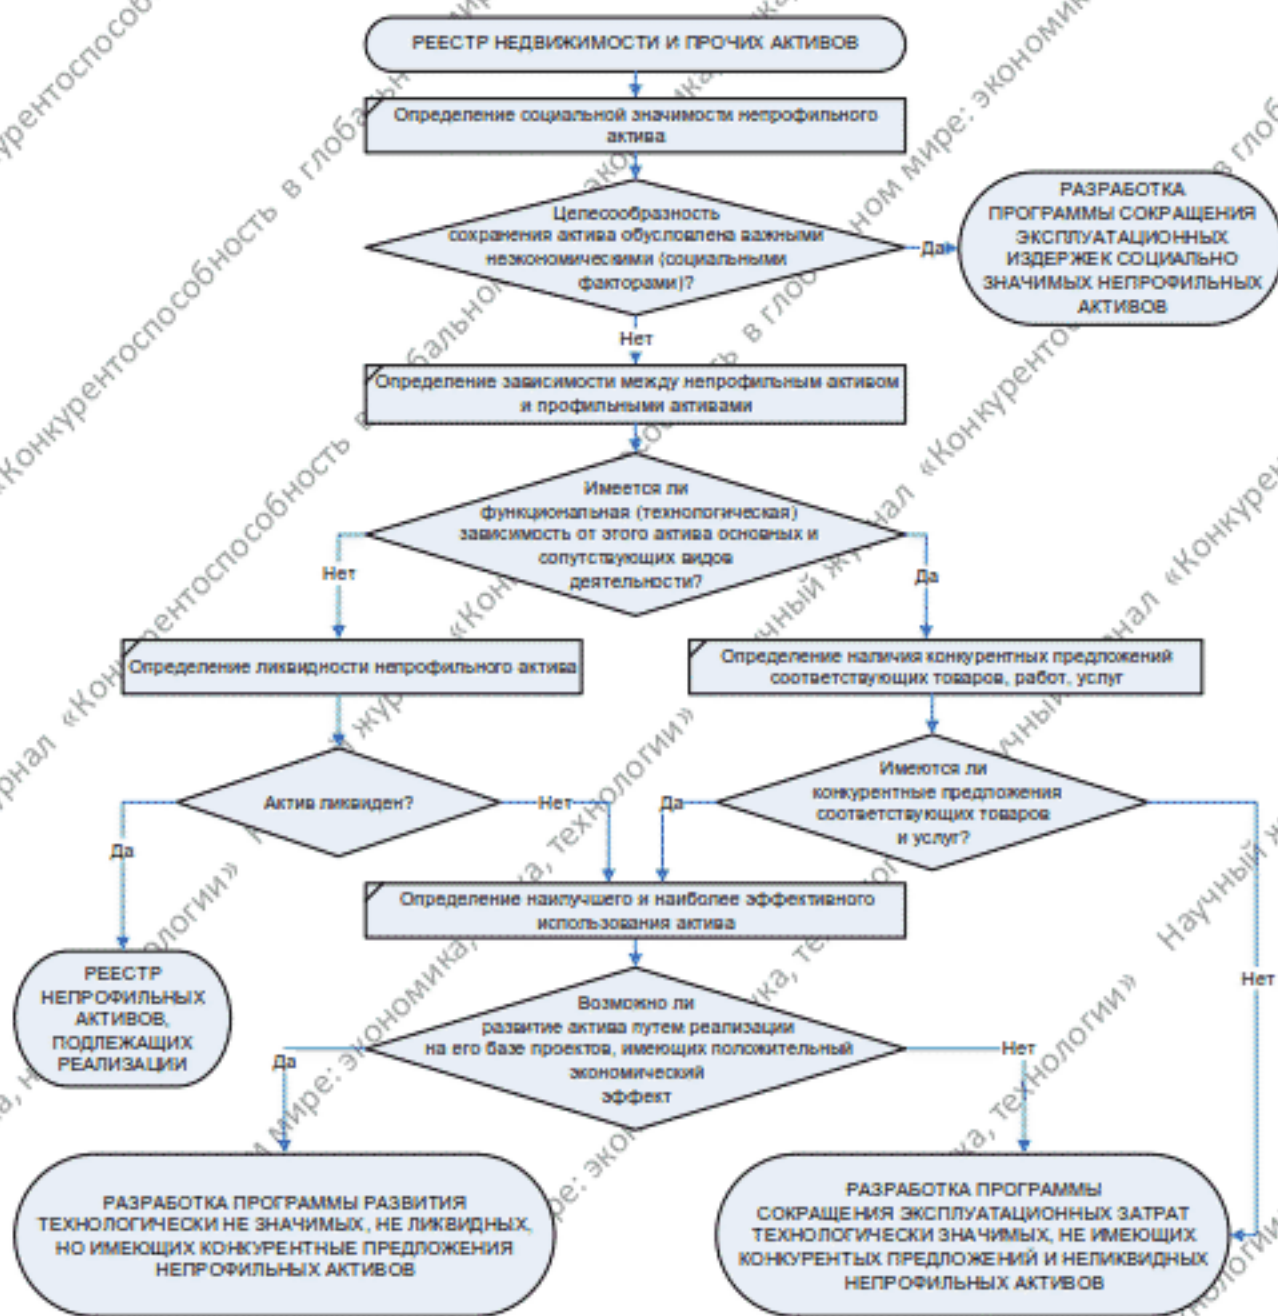 РЕЕСТР НЕДВИЖИМОСТИ И ПРОЧИХ АКТИВОВ
Определение социальной значимости непрофильного
актива
Целесообразность
сохранения актива обусловлена важными
неэкономическими (социальными
факторами)?
Да
РАЗРАБОТКА
ПРОГРАММЫ СОКРАЩЕНИЯ
ЭКСПЛУАТАЦИОННЫХ
ИЗДЕРЖЕК СОЦИАЛЬНО
ЗНАЧИМЫХ НЕПРОФИЛЬНЫХ
АКТИВОВ
Нет
Определение зависимости между непрофильным активом
и профильными активами
Имеется ли
функциональная (технологическая)
зависимость от этого актива основных и
сопутствующих видов
деятельности?
Нет
Да
Определение ликвидности непрофильного актива
Определение наличия конкурентных предложений
соответствующих товаров, работ, услуг
Актив ликвиден?
Имеются ли
конкурентные предложения
соответствующих товаров
и услуг?
Да
Нет
Да
Нет
Определение наилучшего и наиболее эффективного
использования актива
РЕЕСТР
НЕПРОФИЛЬНЫХ
АКТИВОВ,
ПОДЛЕЖАЩИХ
РЕАЛИЗАЦИИ
Возможно ли
развитие актива путем реализации
на его базе проектов, имеющих положительный
экономический
эффект
Да
Нет
РАЗРАБОТКА ПРОГРАММЫ РАЗВИТИЯ
ТЕХНОЛОГИЧЕСКИ НЕ ЗНАЧИМЫХ, НЕ ЛИКВИДНЫХ,
НО ИМЕЮЩИХ КОНКУРЕНТНЫЕ ПРЕДЛОЖЕНИЯ
НЕПРОФИЛЬНЫХ АКТИВОВ
РАЗРАБОТКА ПРОГРАММЫ
СОКРАЩЕНИЯ ЭКСПЛУАТАЦИОННЫХ ЗАТРАТ
ТЕХНОЛОГИЧЕСКИ ЗНАЧИМЫХ, НЕ ИМЕЮЩИХ
КОНКУРЕНТЫХ ПРЕДЛОЖЕНИЙ И НЕЛИКВИДНЫХ
НЕПРОФИЛЬНЫХ АКТИВОВ